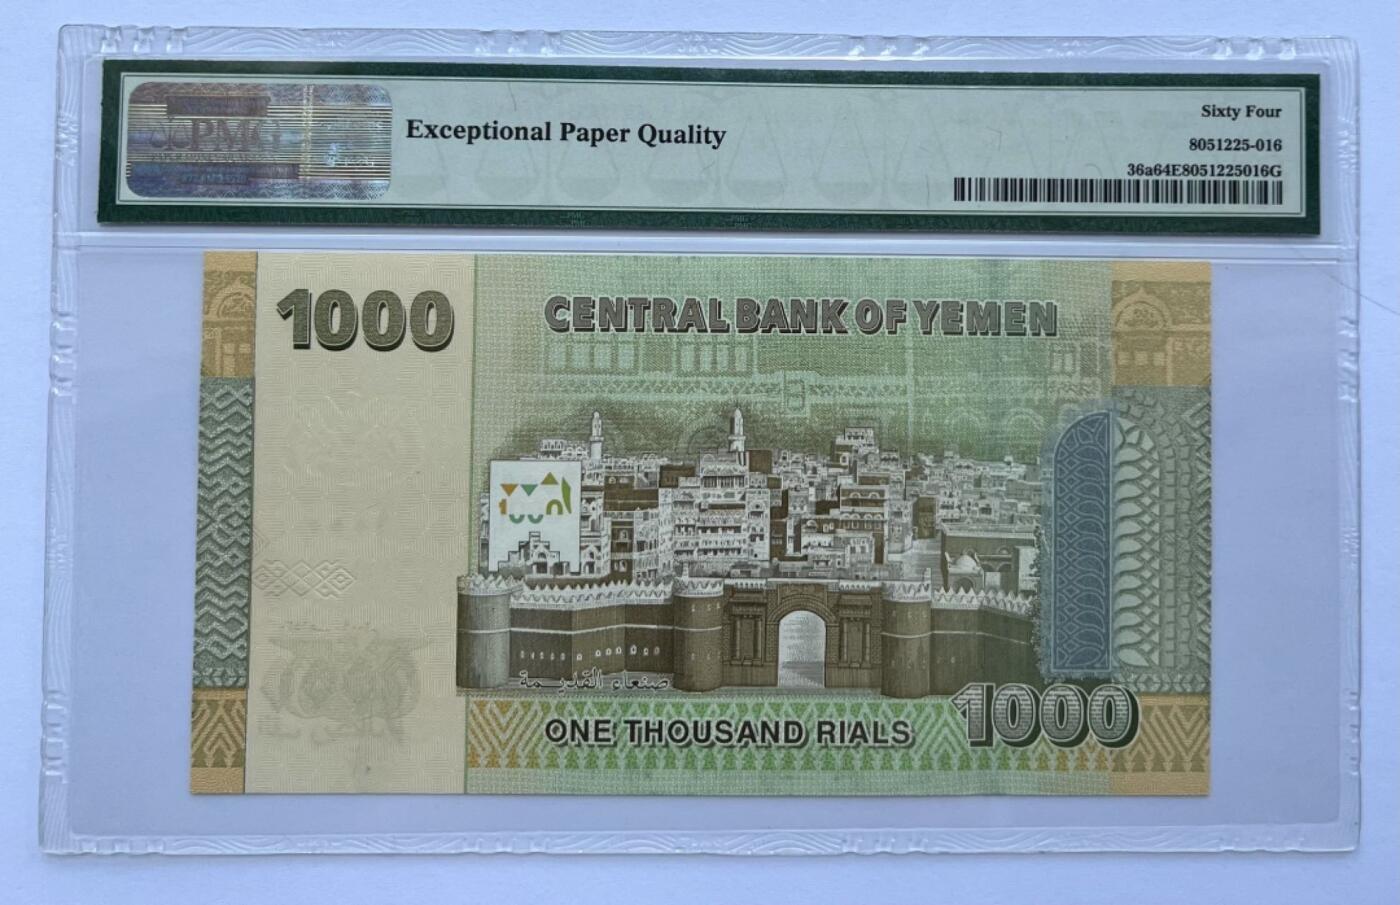 PMG
Exceptional Paper Quality
Sixty Four
8051225-016
36a64E8051225016G
1000
CENTRAL BANK OF YEMEN
صنعاء القديمة
ONE THOUSAND RIALS
1000